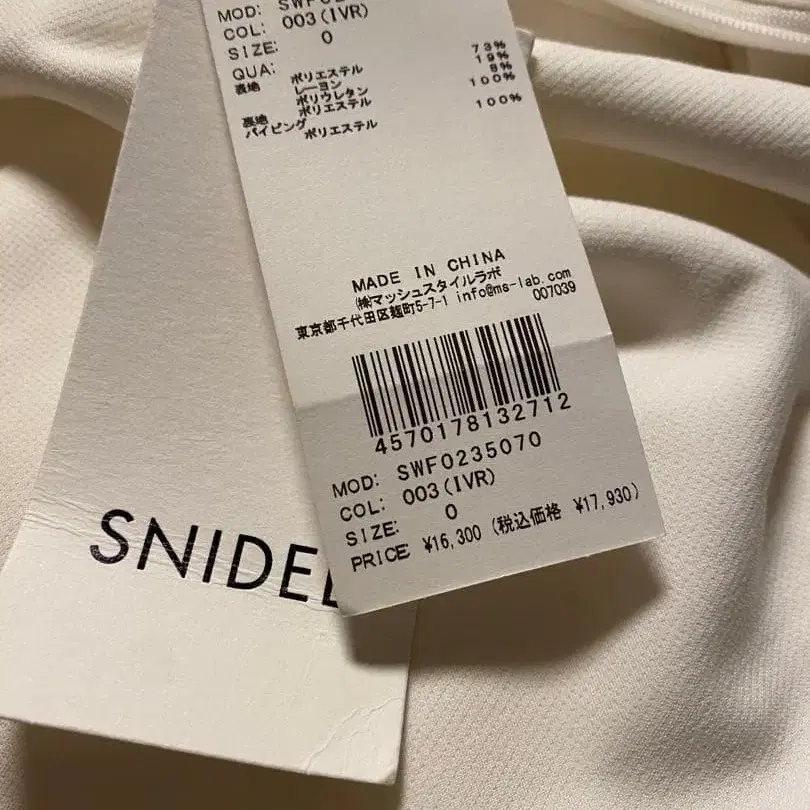 MOD: SWF02
COL: 003(IVR)
SIZE: 0
QUA:
表地 ポリエステル 73%
レーヨン 19%
ポリウレタン 8%
裏地 ポリエステル 100%
パイピング ポリエステル 100%
MADE IN CHINA
㈱マッシュスタイルラボ
東京都千代田区麹町5-7-1 info@ms-lab.com
007039
4570178132712
MOD: SWF0235070
COL: 003(IVR)
SIZE: 0
PRICE: ¥16,300 (税込価格 ¥17,930)
SNIDEL